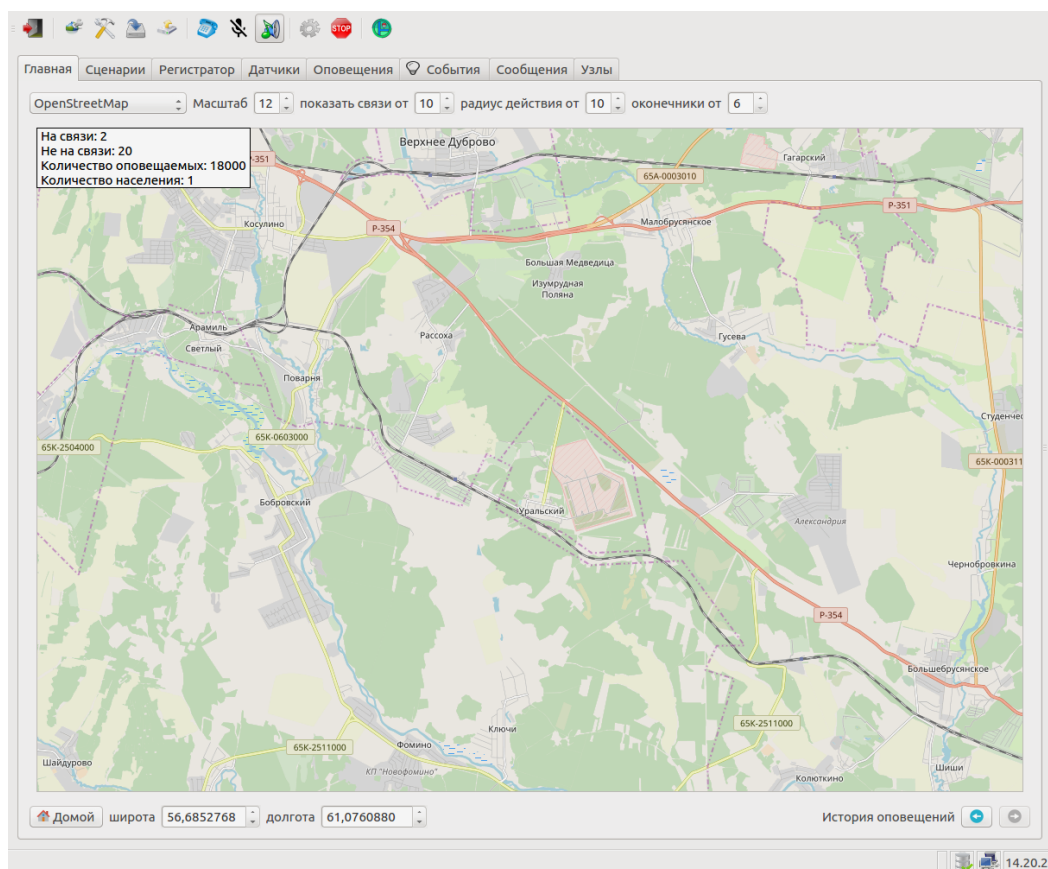 STOP
Главная Сценарии Регистратор Датчики Оповещения События Сообщения Узлы
OpenStreetMap Масштаб 12 показать связи от 10 радиус действия от 10 оконечники от 6
На связи: 2
Не на связи: 20
Количество оповещаемых: 18000
Количество населения: 1
Верхнее Дуброво
-351
Гагарский
65А-0003010
Р-351
Косулино
Р-354
Малобрусянское
Большая Медведица
Изумрудная
Поляна
Арамиль
Рассоха
Гусева
Светлый
Поварня
Студенчес
65К-0603000
65К-2504000
65К-000311
Бобровский
Уральский
Александрия
Чернобровкина
Р-354
Большебрусянское
65К-2511000
Ключи
65К-2511000
Фомино
Шайдурово
КП "Новофомино"
Шиши
Колюткино
Домой широта 56,6852768 долгота 61,0760880 История оповещений
14.20.2